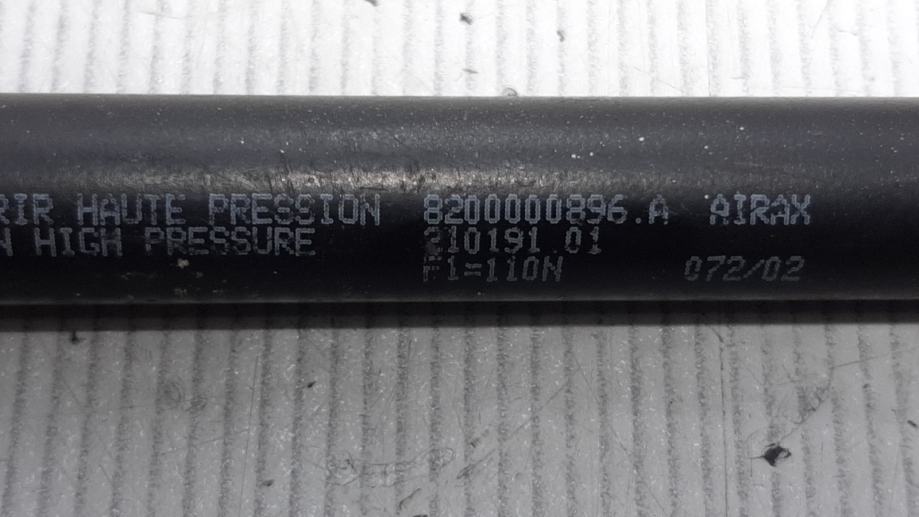 RIR HAUTE PRESSION 8200000896.A AIRAX
N HIGH PRESSURE 210191 01
F1=110N 072/02